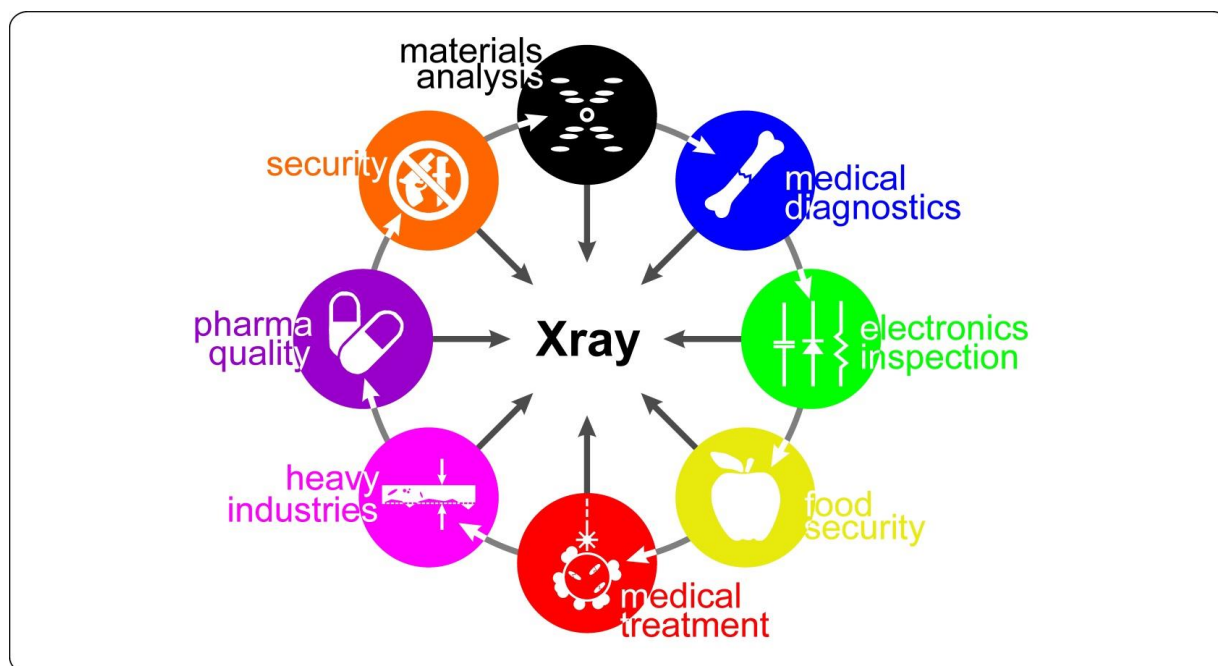 materials
analysis
medical
diagnostics
electronics
inspection
food
security
medical
treatment
heavy
industries
pharma
quality
security
Xray